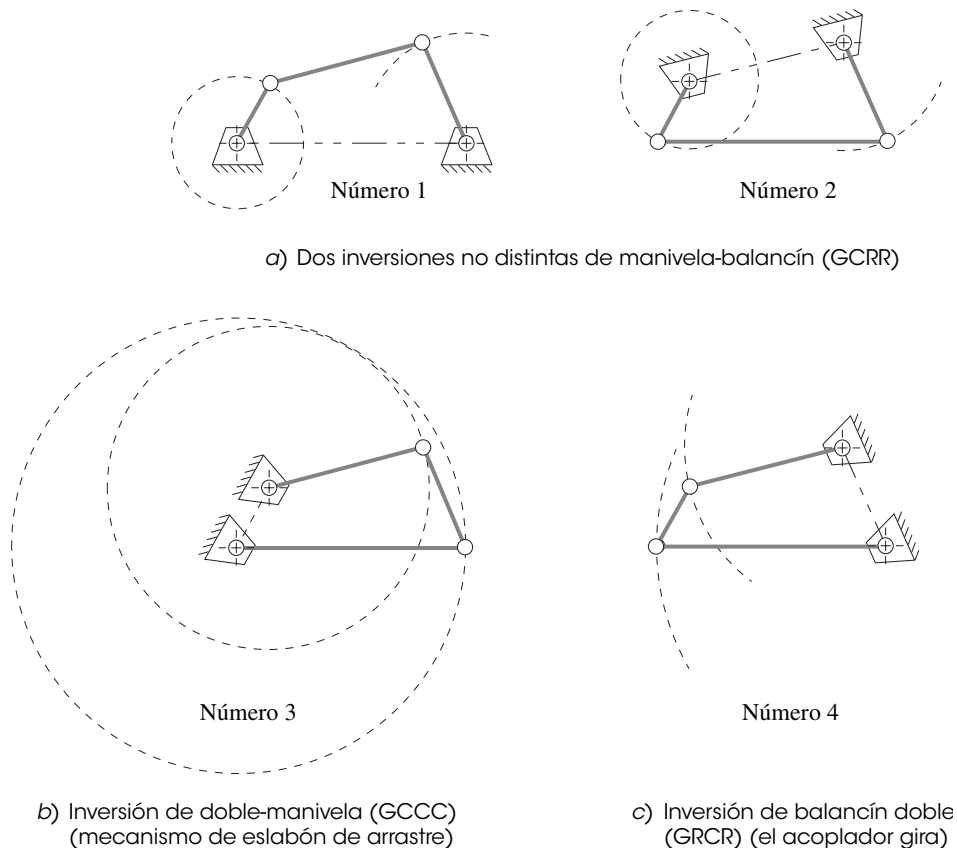 Número 1
Número 2
a) Dos inversiones no distintas de manivela-balancín (GCRR)
Número 3
Número 4
b) Inversión de doble-manivela (GCCC)
(mecanismo de eslabón de arrastre)
c) Inversión de balancín doble
(GRCR) (el acoplador gira)